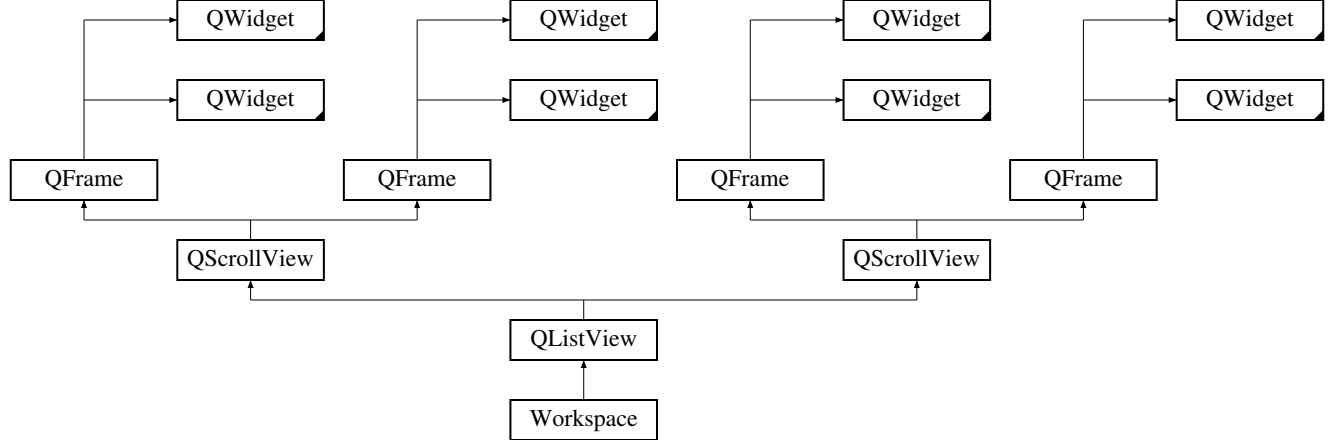 QWidget QWidget QWidget QWidget
QWidget QWidget QWidget QWidget
QFrame QFrame QFrame QFrame
QScrollView QScrollView
QListView
Workspace